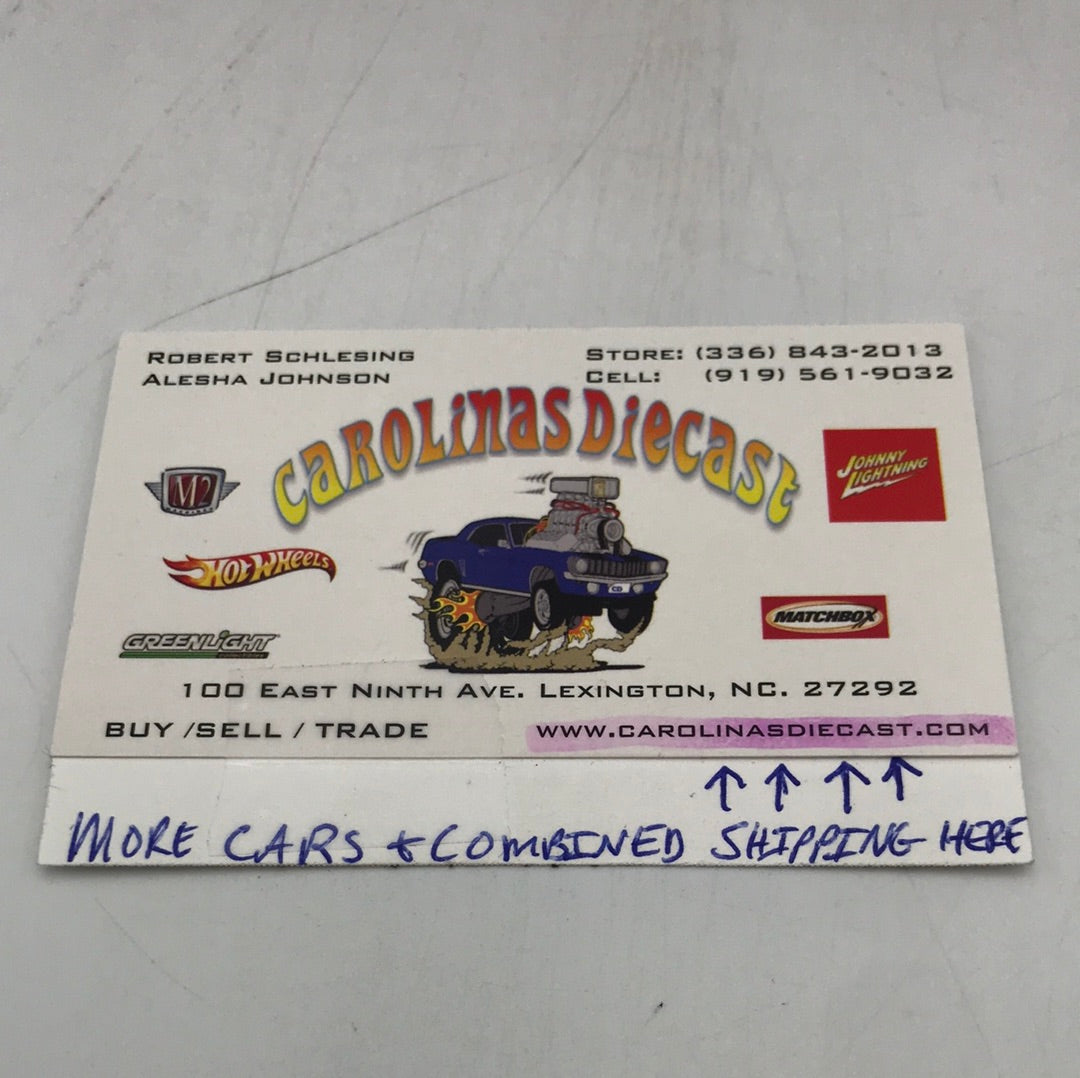 ROBERT SCHLESING
ALESHA JOHNSON
STORE: (336) 843-2013
CELL: (919) 561-9032
CAROLINAS DIECAST
M2
JOHNNY
LIGHTNING
HOT WHEELS
CD
MATCHBOX
GREENLIGHT
100 EAST NINTH AVE. LEXINGTON, NC. 27292
BUY /SELL / TRADE
WWW.CAROLINASDIECAST.COM
MORE CARS + COMBINED SHIPPING HERE